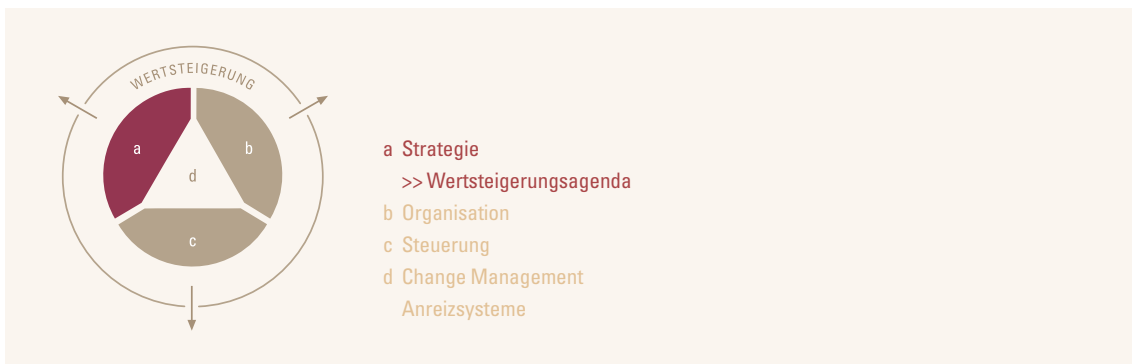 WERTSTEIGERUNG
a
b
d
c
a Strategie
>> Wertsteigerungsagenda
b Organisation
c Steuerung
d Change Management
Anreizsysteme